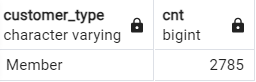 customer_type cnt
character varying bigint
Member 2785